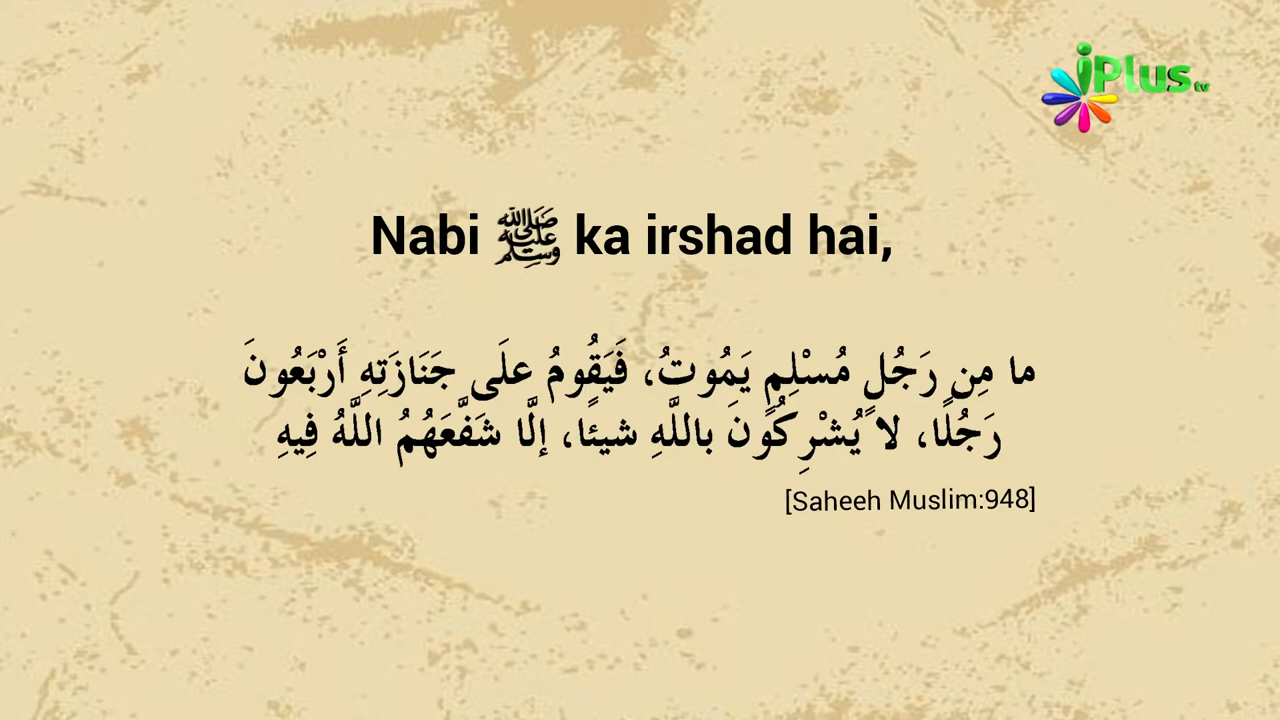 iPlus tv
Nabi ﷺ ka irshad hai,
ما مِن رَجُلٍ مُسْلِمٍ يَمُوتُ، فَيَقُومُ علَى جَنَازَتِهِ أَرْبَعُونَ
رَجُلًا، لا يُشْرِكُونَ باللَّهِ شيئًا، إلَّا شَفَّعَهُمُ اللَّهُ فِيهِ
[Saheeh Muslim:948]